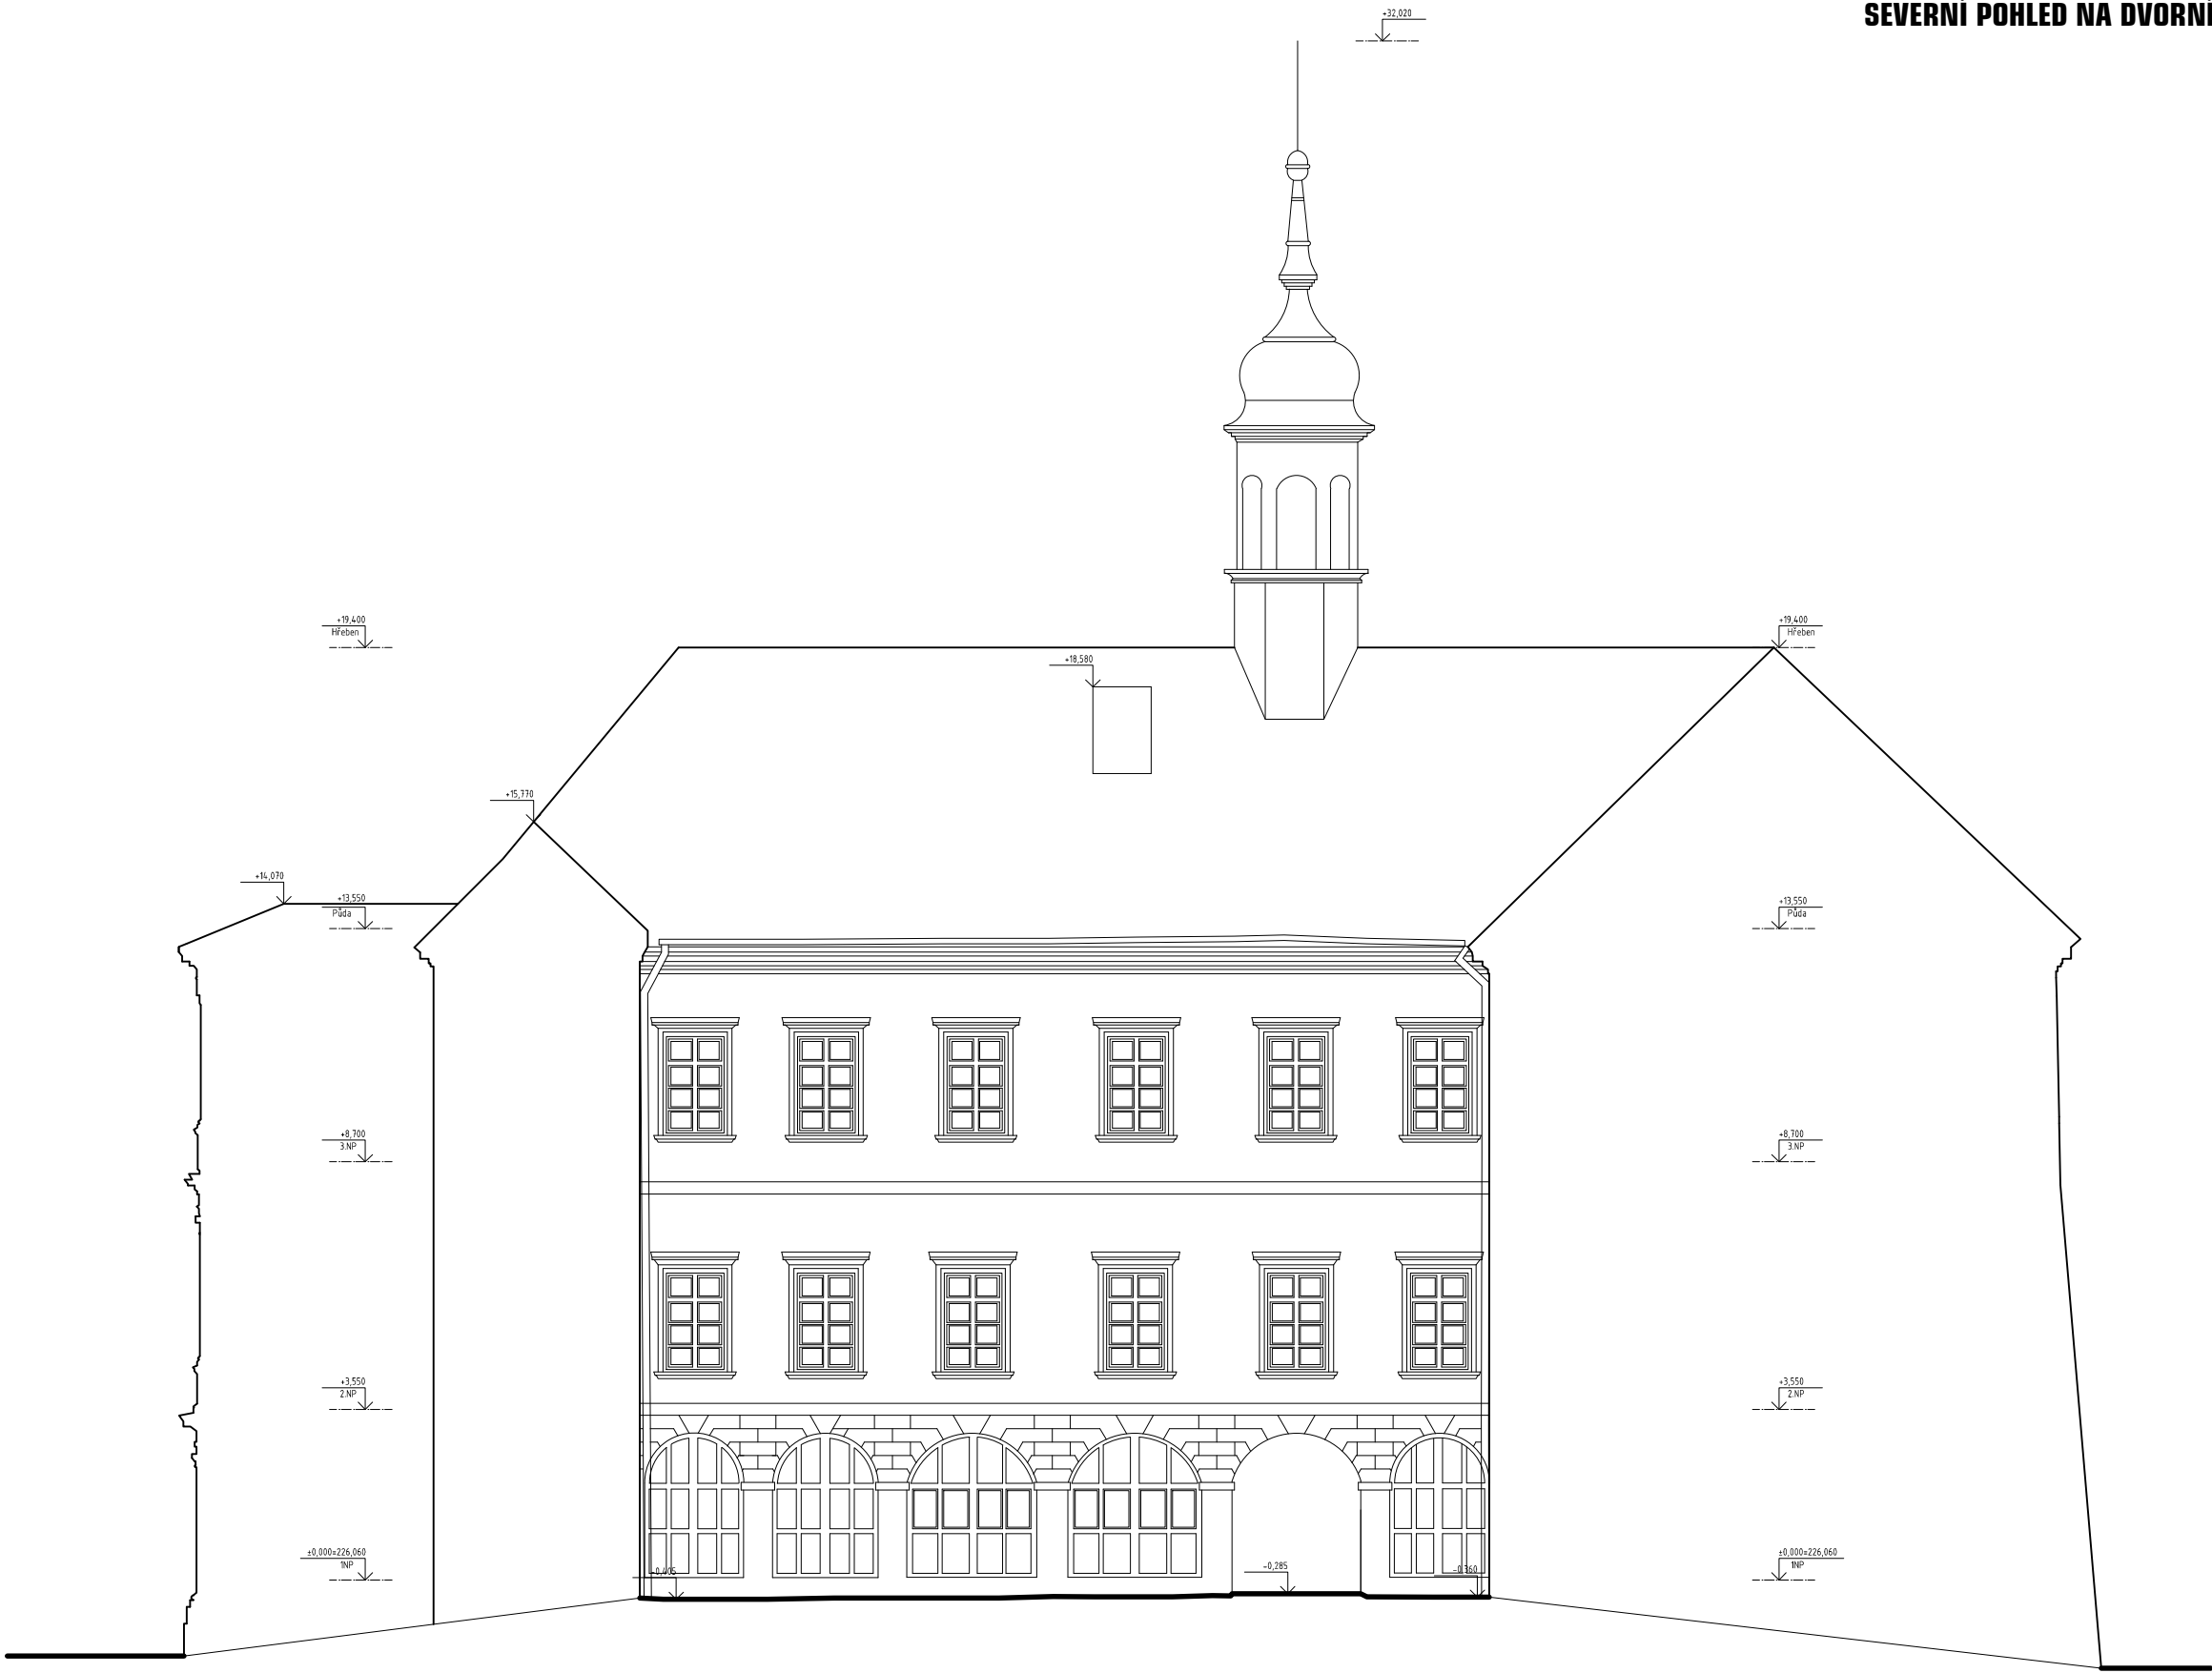 SEVERNÍ POHLED NA DVORNÍ
+32,020
+19,400
Hřeben
+19,400
Hřeben
+18,580
+15,770
+14,070
+13,550
Půda
+13,550
Půda
+8,700
3.NP
+8,700
3.NP
+3,550
2.NP
+3,550
2.NP
±0,000=226,060
1NP
±0,000=226,060
1NP
-0,405
-0,285
-0,360